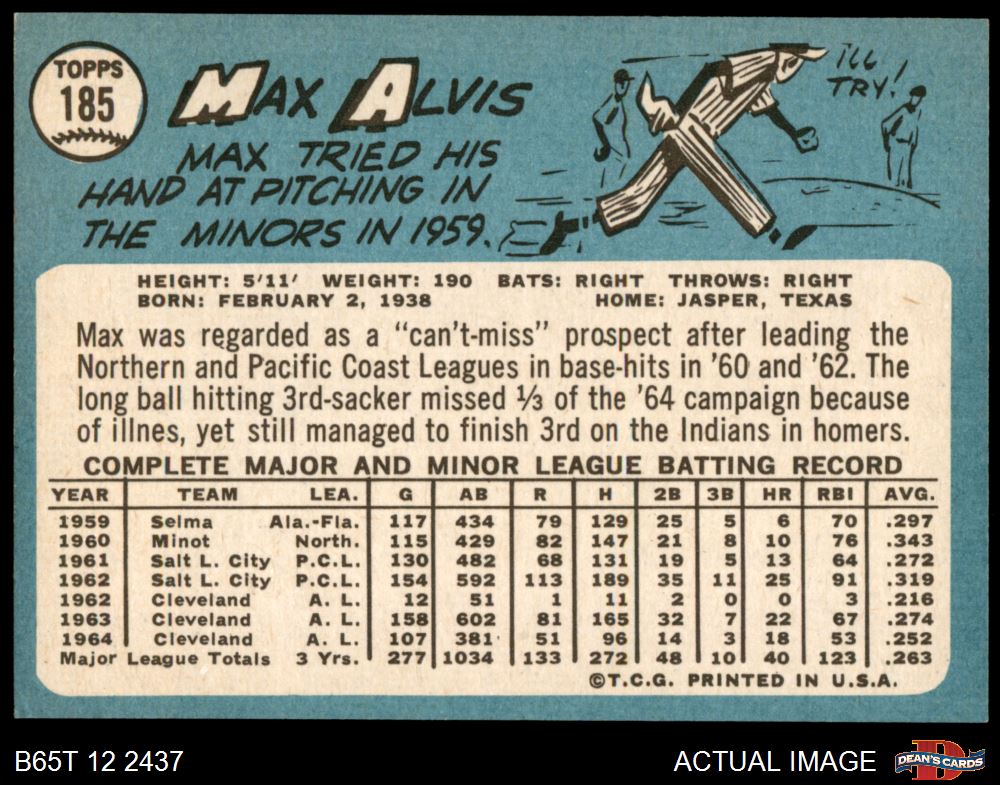 TOPPS
185
MAX ALVIS
I'LL
TRY!
MAX TRIED HIS
HAND AT PITCHING IN
THE MINORS IN 1959.
HEIGHT: 5'11' WEIGHT: 190 BATS: RIGHT THROWS: RIGHT
BORN: FEBRUARY 2, 1938 HOME: JASPER, TEXAS
Max was regarded as a "can't-miss" prospect after leading the
Northern and Pacific Coast Leagues in base-hits in '60 and '62. The
long ball hitting 3rd-sacker missed ⅓ of the '64 campaign because
of illnes, yet still managed to finish 3rd on the Indians in homers.
COMPLETE MAJOR AND MINOR LEAGUE BATTING RECORD
YEAR TEAM LEA. G AB R H 2B 3B HR RBI AVG.
1959 Selma Ala.-Fla. 117 434 79 129 25 5 6 70 .297
1960 Minot North. 115 429 82 147 21 8 10 76 .343
1961 Salt L. City P.C.L. 130 482 68 131 19 5 13 64 .272
1962 Salt L. City P.C.L. 154 592 113 189 35 11 25 91 .319
1962 Cleveland A. L. 12 51 1 11 2 0 0 3 .216
1963 Cleveland A. L. 158 602 81 165 32 7 22 67 .274
1964 Cleveland A. L. 107 381 51 96 14 3 18 53 .252
Major League Totals 3 Yrs. 277 1034 133 272 48 10 40 123 .263
©T.C.G. PRINTED IN U.S.A.
B65T 12 2437
ACTUAL IMAGE
D
DEAN'S CARDS